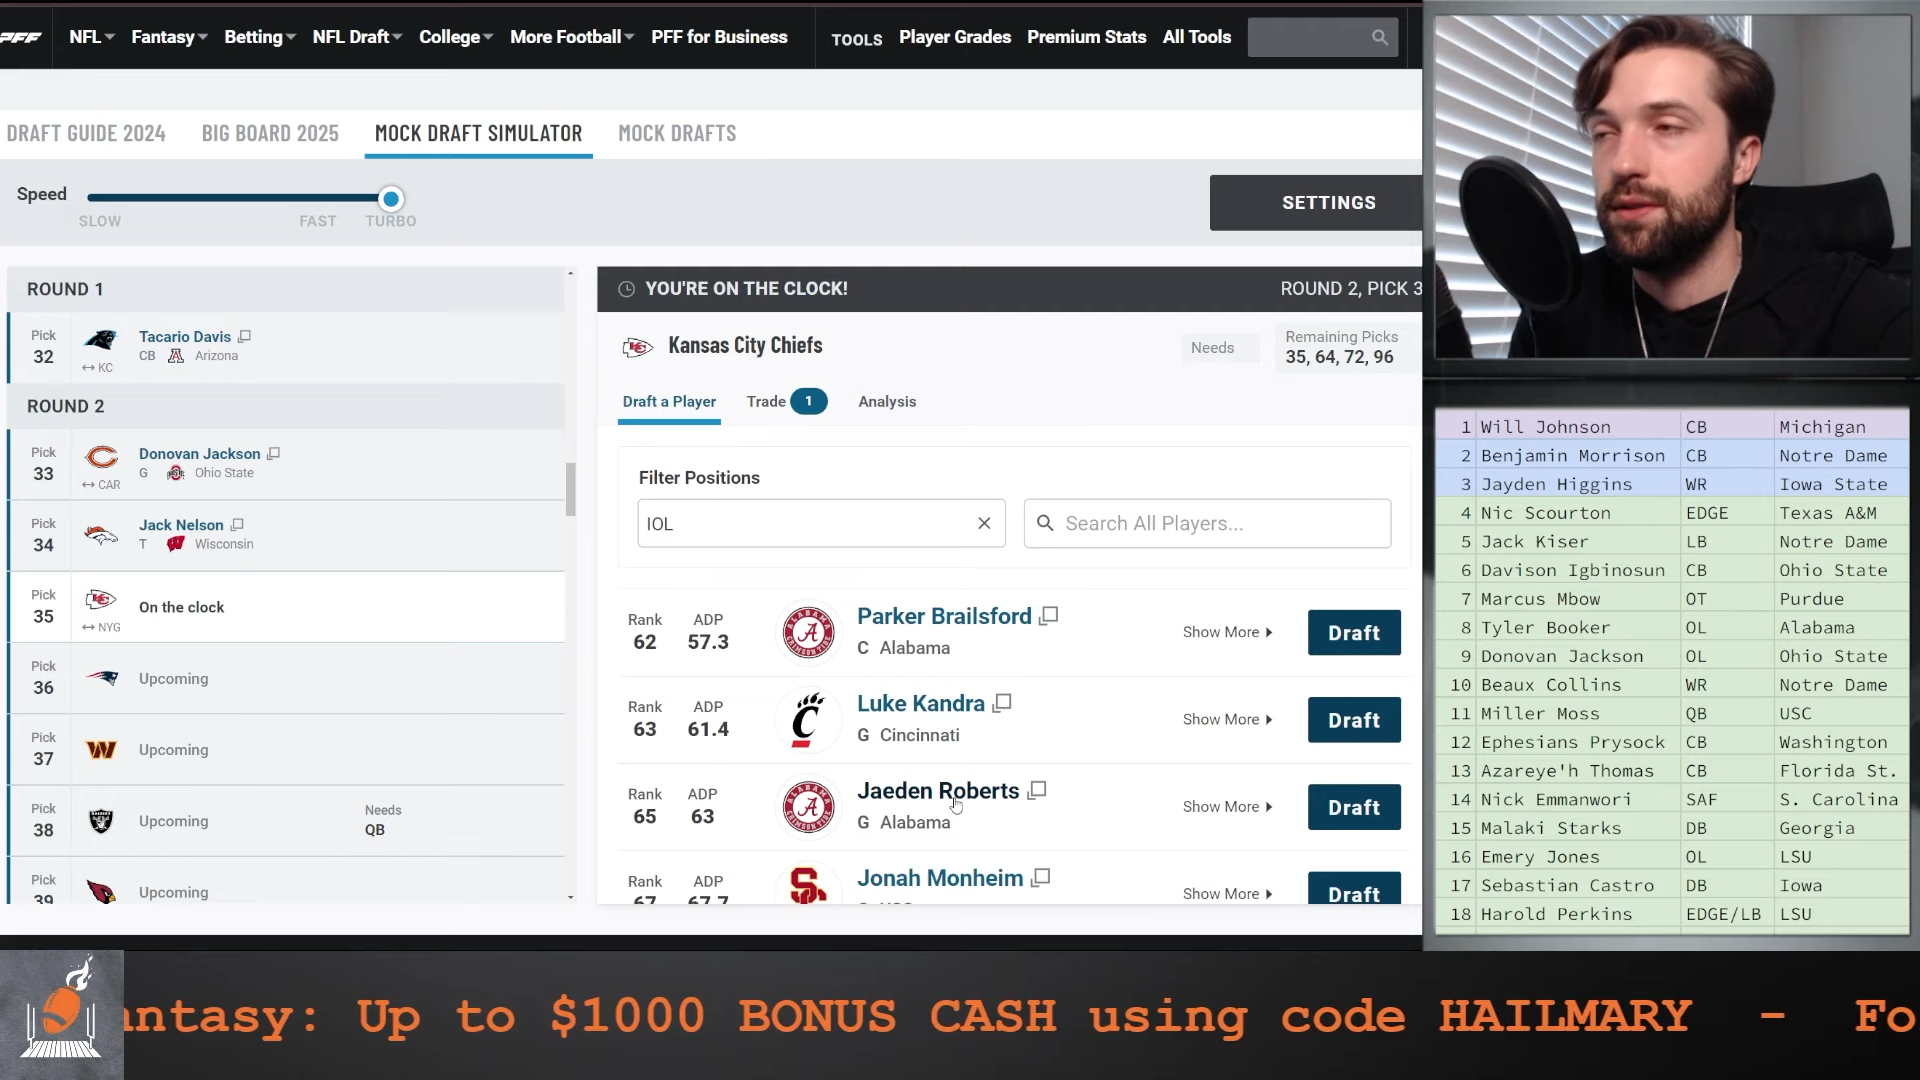 PFF
NFL Fantasy Betting NFL Draft College More Football PFF for Business TOOLS Player Grades Premium Stats All Tools
DRAFT GUIDE 2024 BIG BOARD 2025 MOCK DRAFT SIMULATOR MOCK DRAFTS
Speed
SLOW FAST TURBO
SETTINGS
ROUND 1
Pick 32 Tacario Davis
CB Arizona
↔ KC
ROUND 2
Pick 33 Donovan Jackson
G Ohio State
↔ CAR
Pick 34 Jack Nelson
T Wisconsin
Pick 35 On the clock
↔ NYG
Pick 36 Upcoming
Pick 37 Upcoming
Pick 38 Upcoming Needs QB
Pick 39 Upcoming
YOU'RE ON THE CLOCK! ROUND 2, PICK 3
Kansas City Chiefs Needs Remaining Picks
35, 64, 72, 96
Draft a Player Trade 1 Analysis
Filter Positions
IOL Search All Players...
Rank 62 ADP 57.3 Parker Brailsford Show More Draft
C Alabama
Rank 63 ADP 61.4 Luke Kandra Show More Draft
G Cincinnati
Rank 65 ADP 63 Jaeden Roberts Show More Draft
G Alabama
Rank 67 ADP 67.7 Jonah Monheim Show More Draft
1 Will Johnson CB Michigan
2 Benjamin Morrison CB Notre Dame
3 Jayden Higgins WR Iowa State
4 Nic Scourton EDGE Texas A&M
5 Jack Kiser LB Notre Dame
6 Davison Igbinosun CB Ohio State
7 Marcus Mbow OT Purdue
8 Tyler Booker OL Alabama
9 Donovan Jackson OL Ohio State
10 Beaux Collins WR Notre Dame
11 Miller Moss QB USC
12 Ephesians Prysock CB Washington
13 Azareye'h Thomas CB Florida St.
14 Nick Emmanwori SAF S. Carolina
15 Malaki Starks DB Georgia
16 Emery Jones OL LSU
17 Sebastian Castro DB Iowa
18 Harold Perkins EDGE/LB LSU
antasy: Up to $1000 BONUS CASH using code HAILMARY - Fo